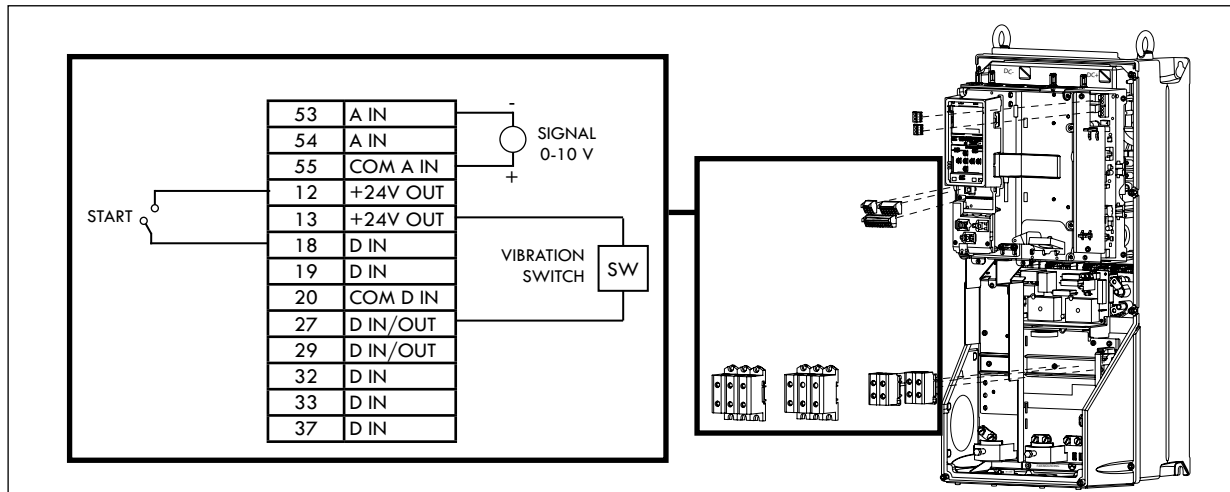 53 A IN
54 A IN
55 COM A IN
12 +24V OUT
13 +24V OUT
18 D IN
19 D IN
20 COM D IN
27 D IN/OUT
29 D IN/OUT
32 D IN
33 D IN
37 D IN
START
-
SIGNAL
0-10 V
+
VIBRATION
SWITCH
SW
DC-
DC+